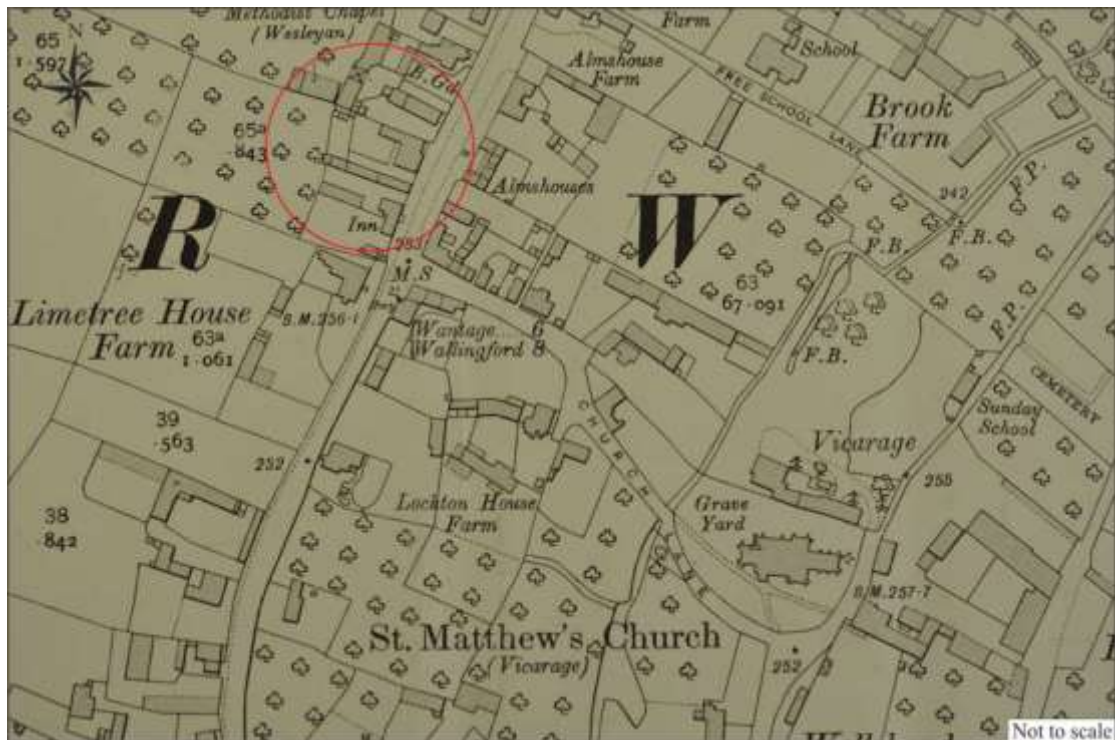 Methodist Chapel
(Wesleyan)
Farm
School
65
1·597
N
B. Gd.
Almshouse
Farm
FREE SCHOOL LANE
Brook
Farm
65a
·843
Almshouses
242
F.P.
Inn
253
F.B.
F.B.
R
W
M.S
63
67·091
Limetree House
Farm
63a
1·061
B.M.256·1
Wantage.....6
Wallingford 8
F.B.
F.P.
CEMETERY
39
·563
CHURCH LANE
Sunday
School
Vicarage
252
255
38
·842
Lochton House
Farm
Grave
Yard
B.M.257·7
St. Matthew's Church
(Vicarage)
252
Not to scale